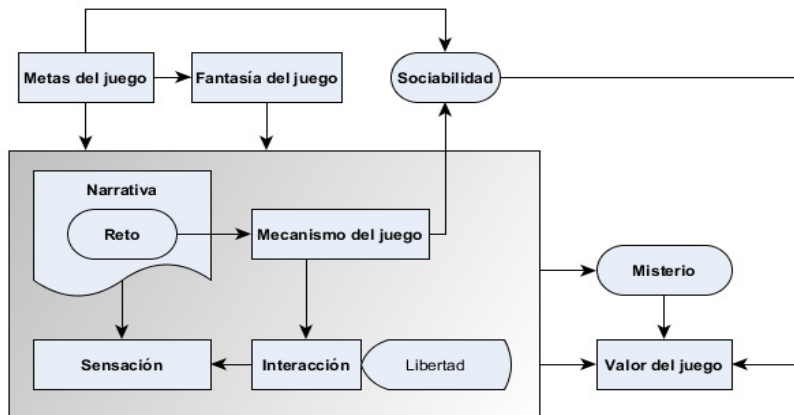 Metas del juego
Fantasía del juego
Sociabilidad
Narrativa
Reto
Mecanismo del juego
Misterio
Sensación
Interacción
Libertad
Valor del juego